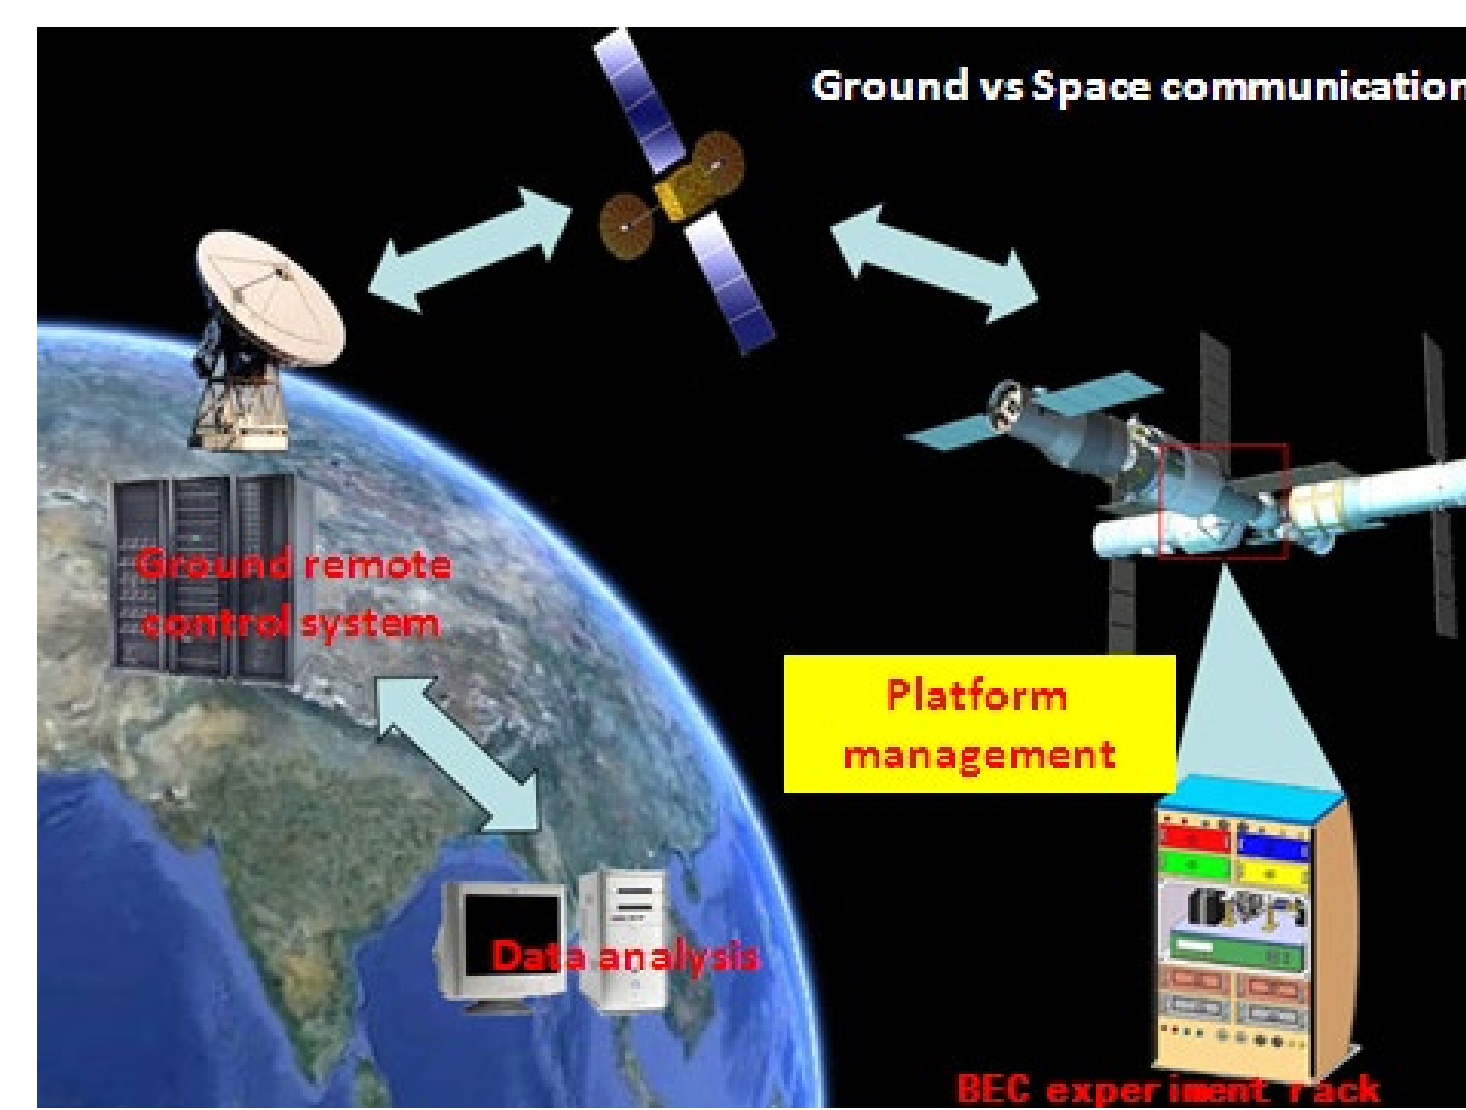 Ground vs Space communication
Ground remote
control system
Platform
management
Data analysis
BEC experiment rack